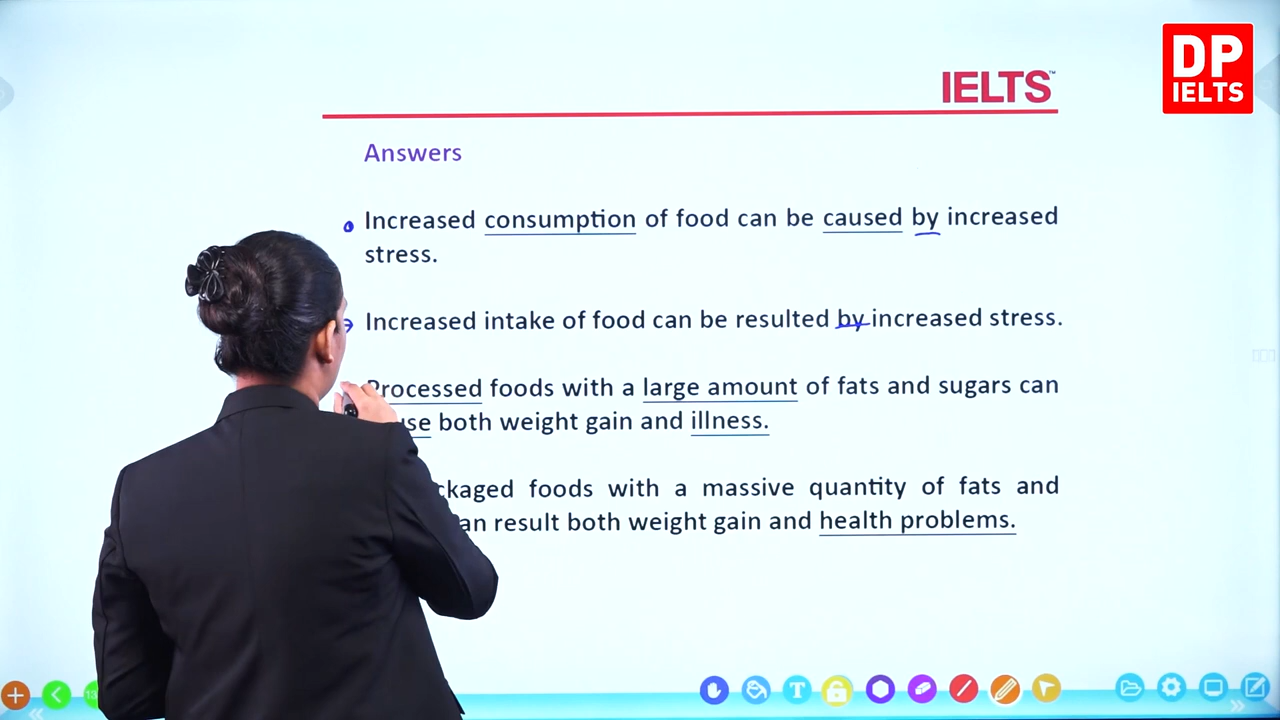 DP
IELTS
IELTS™
Answers
Increased consumption of food can be caused by increased
stress.
Increased intake of food can be resulted by increased stress.
Processed foods with a large amount of fats and sugars can
both weight gain and illness.
foods with a massive quantity of fats and
result both weight gain and health problems.
13
T